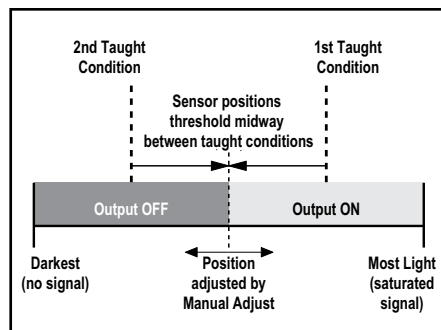 2nd Taught
Condition
1st Taught
Condition
Sensor positions
threshold midway
between taught conditions
Output OFF
Output ON
Darkest
(no signal)
Position
adjusted by
Manual Adjust
Most Light
(saturated
signal)